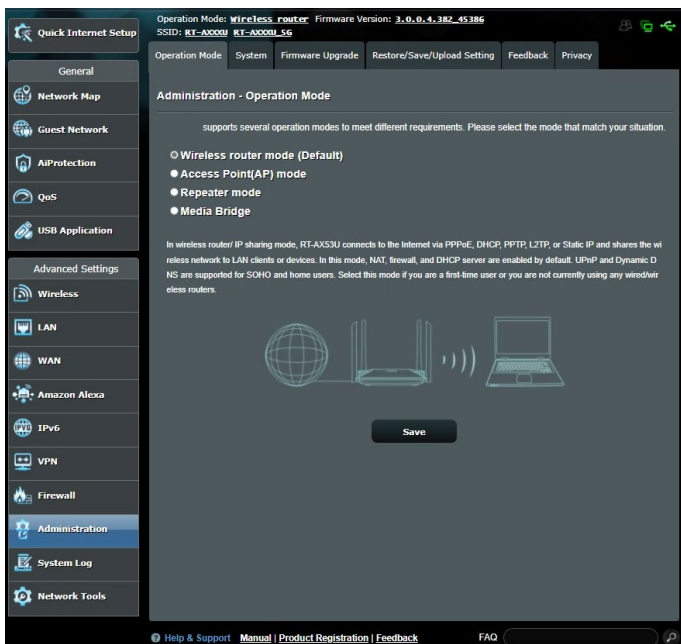 Operation Mode: Wireless router Firmware Version: 3.0.0.4.382_45386
SSID: RT-AXXXU RT-AXXXU_5G
Quick Internet Setup
General
Network Map
Guest Network
AiProtection
QoS
USB Application
Advanced Settings
Wireless
LAN
WAN
Amazon Alexa
IPv6
VPN
Firewall
Administration
System Log
Network Tools
Operation Mode System Firmware Upgrade Restore/Save/Upload Setting Feedback Privacy
Administration - Operation Mode
supports several operation modes to meet different requirements. Please select the mode that match your situation.
Wireless router mode (Default)
Access Point(AP) mode
Repeater mode
Media Bridge
In wireless router/ IP sharing mode, RT-AX53U connects to the Internet via PPPoE, DHCP, PPTP, L2TP, or Static IP and shares the wi
reless network to LAN clients or devices. In this mode, NAT, firewall, and DHCP server are enabled by default. UPnP and Dynamic D
NS are supported for SOHO and home users. Select this mode if you are a first-time user or you are not currently using any wired/wir
eless routers.
Save
Help & Support Manual | Product Registration | Feedback FAQ